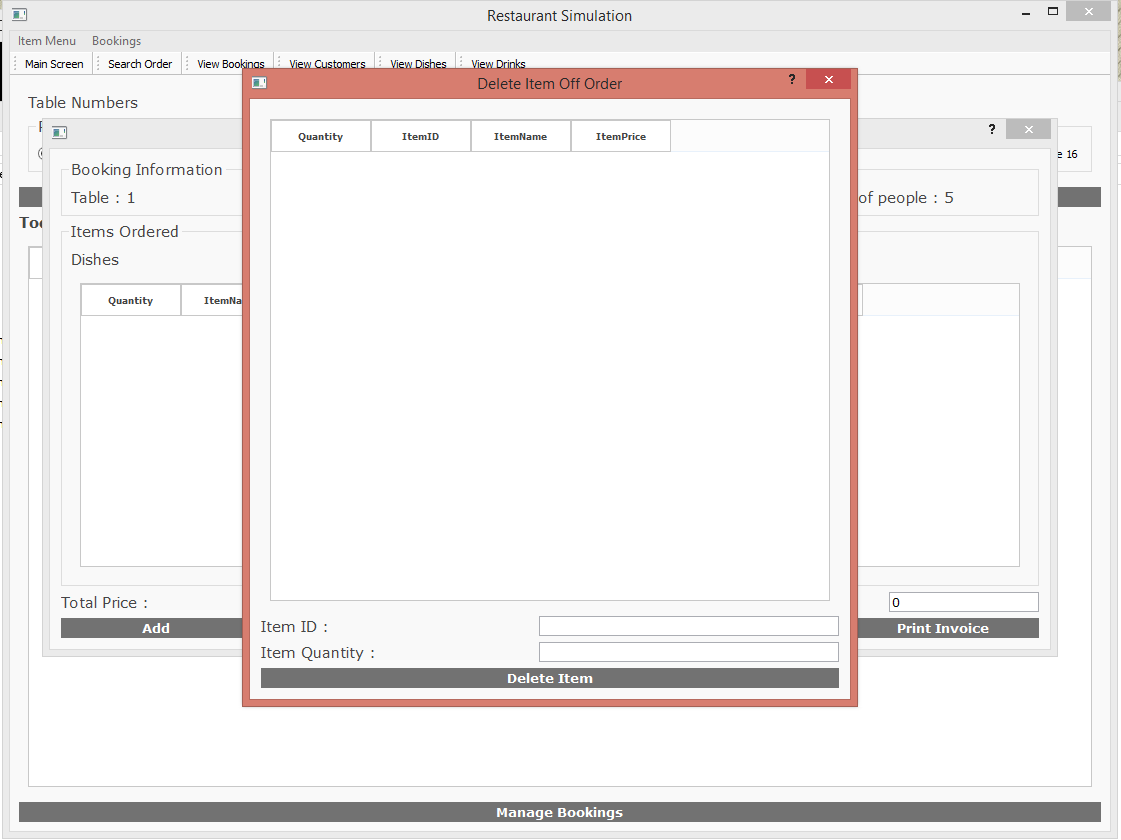 Restaurant Simulation
Item Menu Bookings
Main Screen Search Order View Bookings View Customers View Dishes View Drinks
Delete Item Off Order
?
Table Numbers
?
Quantity ItemID ItemName ItemPrice
16
Booking Information
Table : 1
of people : 5
Items Ordered
Dishes
Quantity
Total Price :
0
Add
Print Invoice
Item ID :
Item Quantity :
Delete Item
Manage Bookings